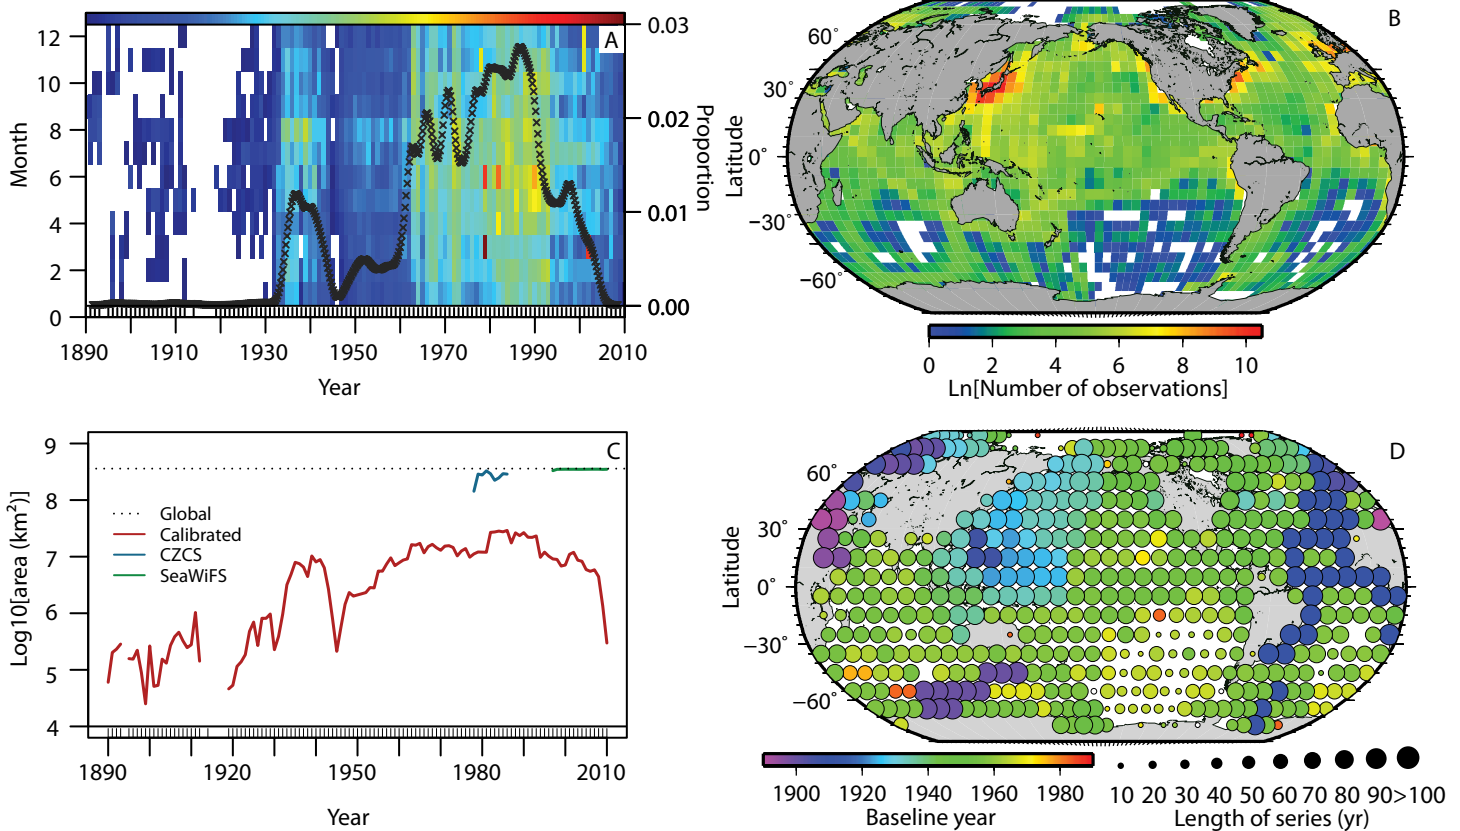 A
12
10
8
6
4
2
0
Month
0.03
0.02
0.01
0.00
Proportion
1890 1910 1930 1950 1970 1990 2010
Year
B
60°
30°
0°
−30°
−60°
Latitude
0 2 4 6 8 10
Ln[Number of observations]
C
9
8
7
6
5
4
Log10[area (km²)]
Global
Calibrated
CZCS
SeaWiFS
1890 1920 1950 1980 2010
Year
D
60°
30°
0°
−30°
−60°
Latitude
1900 1920 1940 1960 1980
Baseline year
10 20 30 40 50 60 70 80 90>100
Length of series (yr)